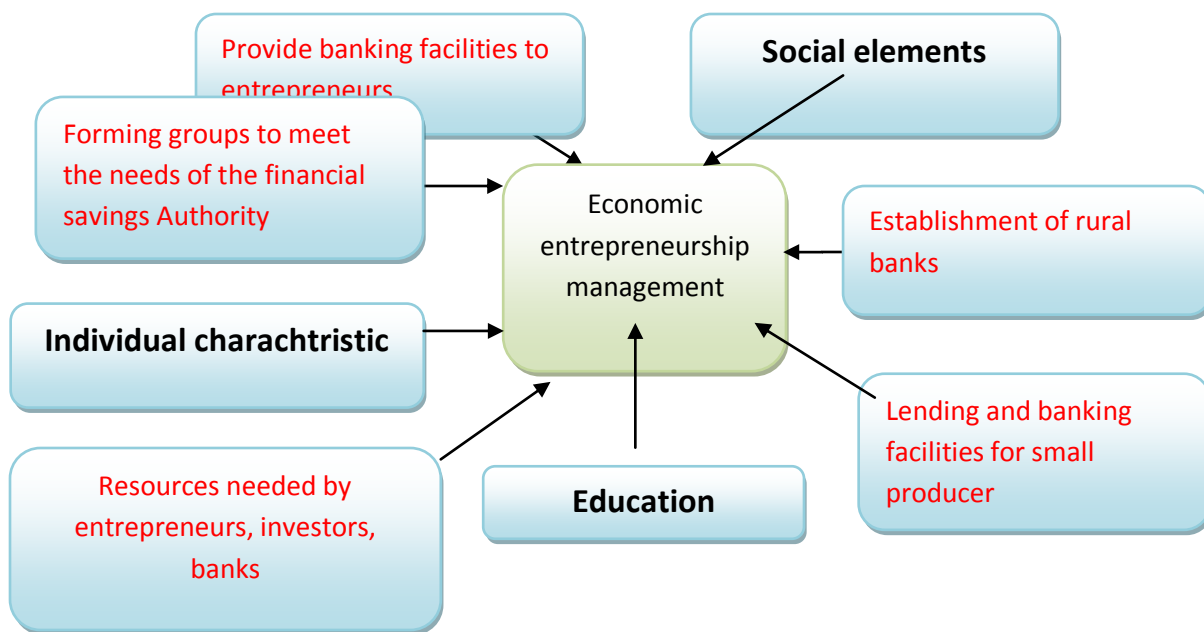 Provide banking facilities to
entrepreneurs
Social elements
Forming groups to meet
the needs of the financial
savings Authority
Economic
entrepreneurship
management
Establishment of rural
banks
Individual charachtristic
Lending and banking
facilities for small
producer
Resources needed by
entrepreneurs, investors,
banks
Education